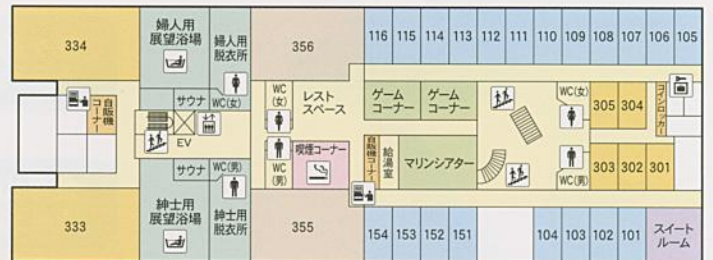 334
婦人用
展望浴場
婦人用
脱衣所
356
116
115
114
113
112
111
110
109
108
107
106
105
自販機
コーナー
サウナ
WC(女)
EV
WC
(女)
レスト
スペース
ゲーム
コーナー
ゲーム
コーナー
WC(女)
305
304
コインロッカー
サウナ
WC(男)
WC
(男)
喫煙コーナー
自販機コーナー
給湯室
マリンシアター
WC(男)
303
302
301
333
紳士用
展望浴場
紳士用
脱衣所
355
154
153
152
151
104
103
102
101
スイート
ルーム